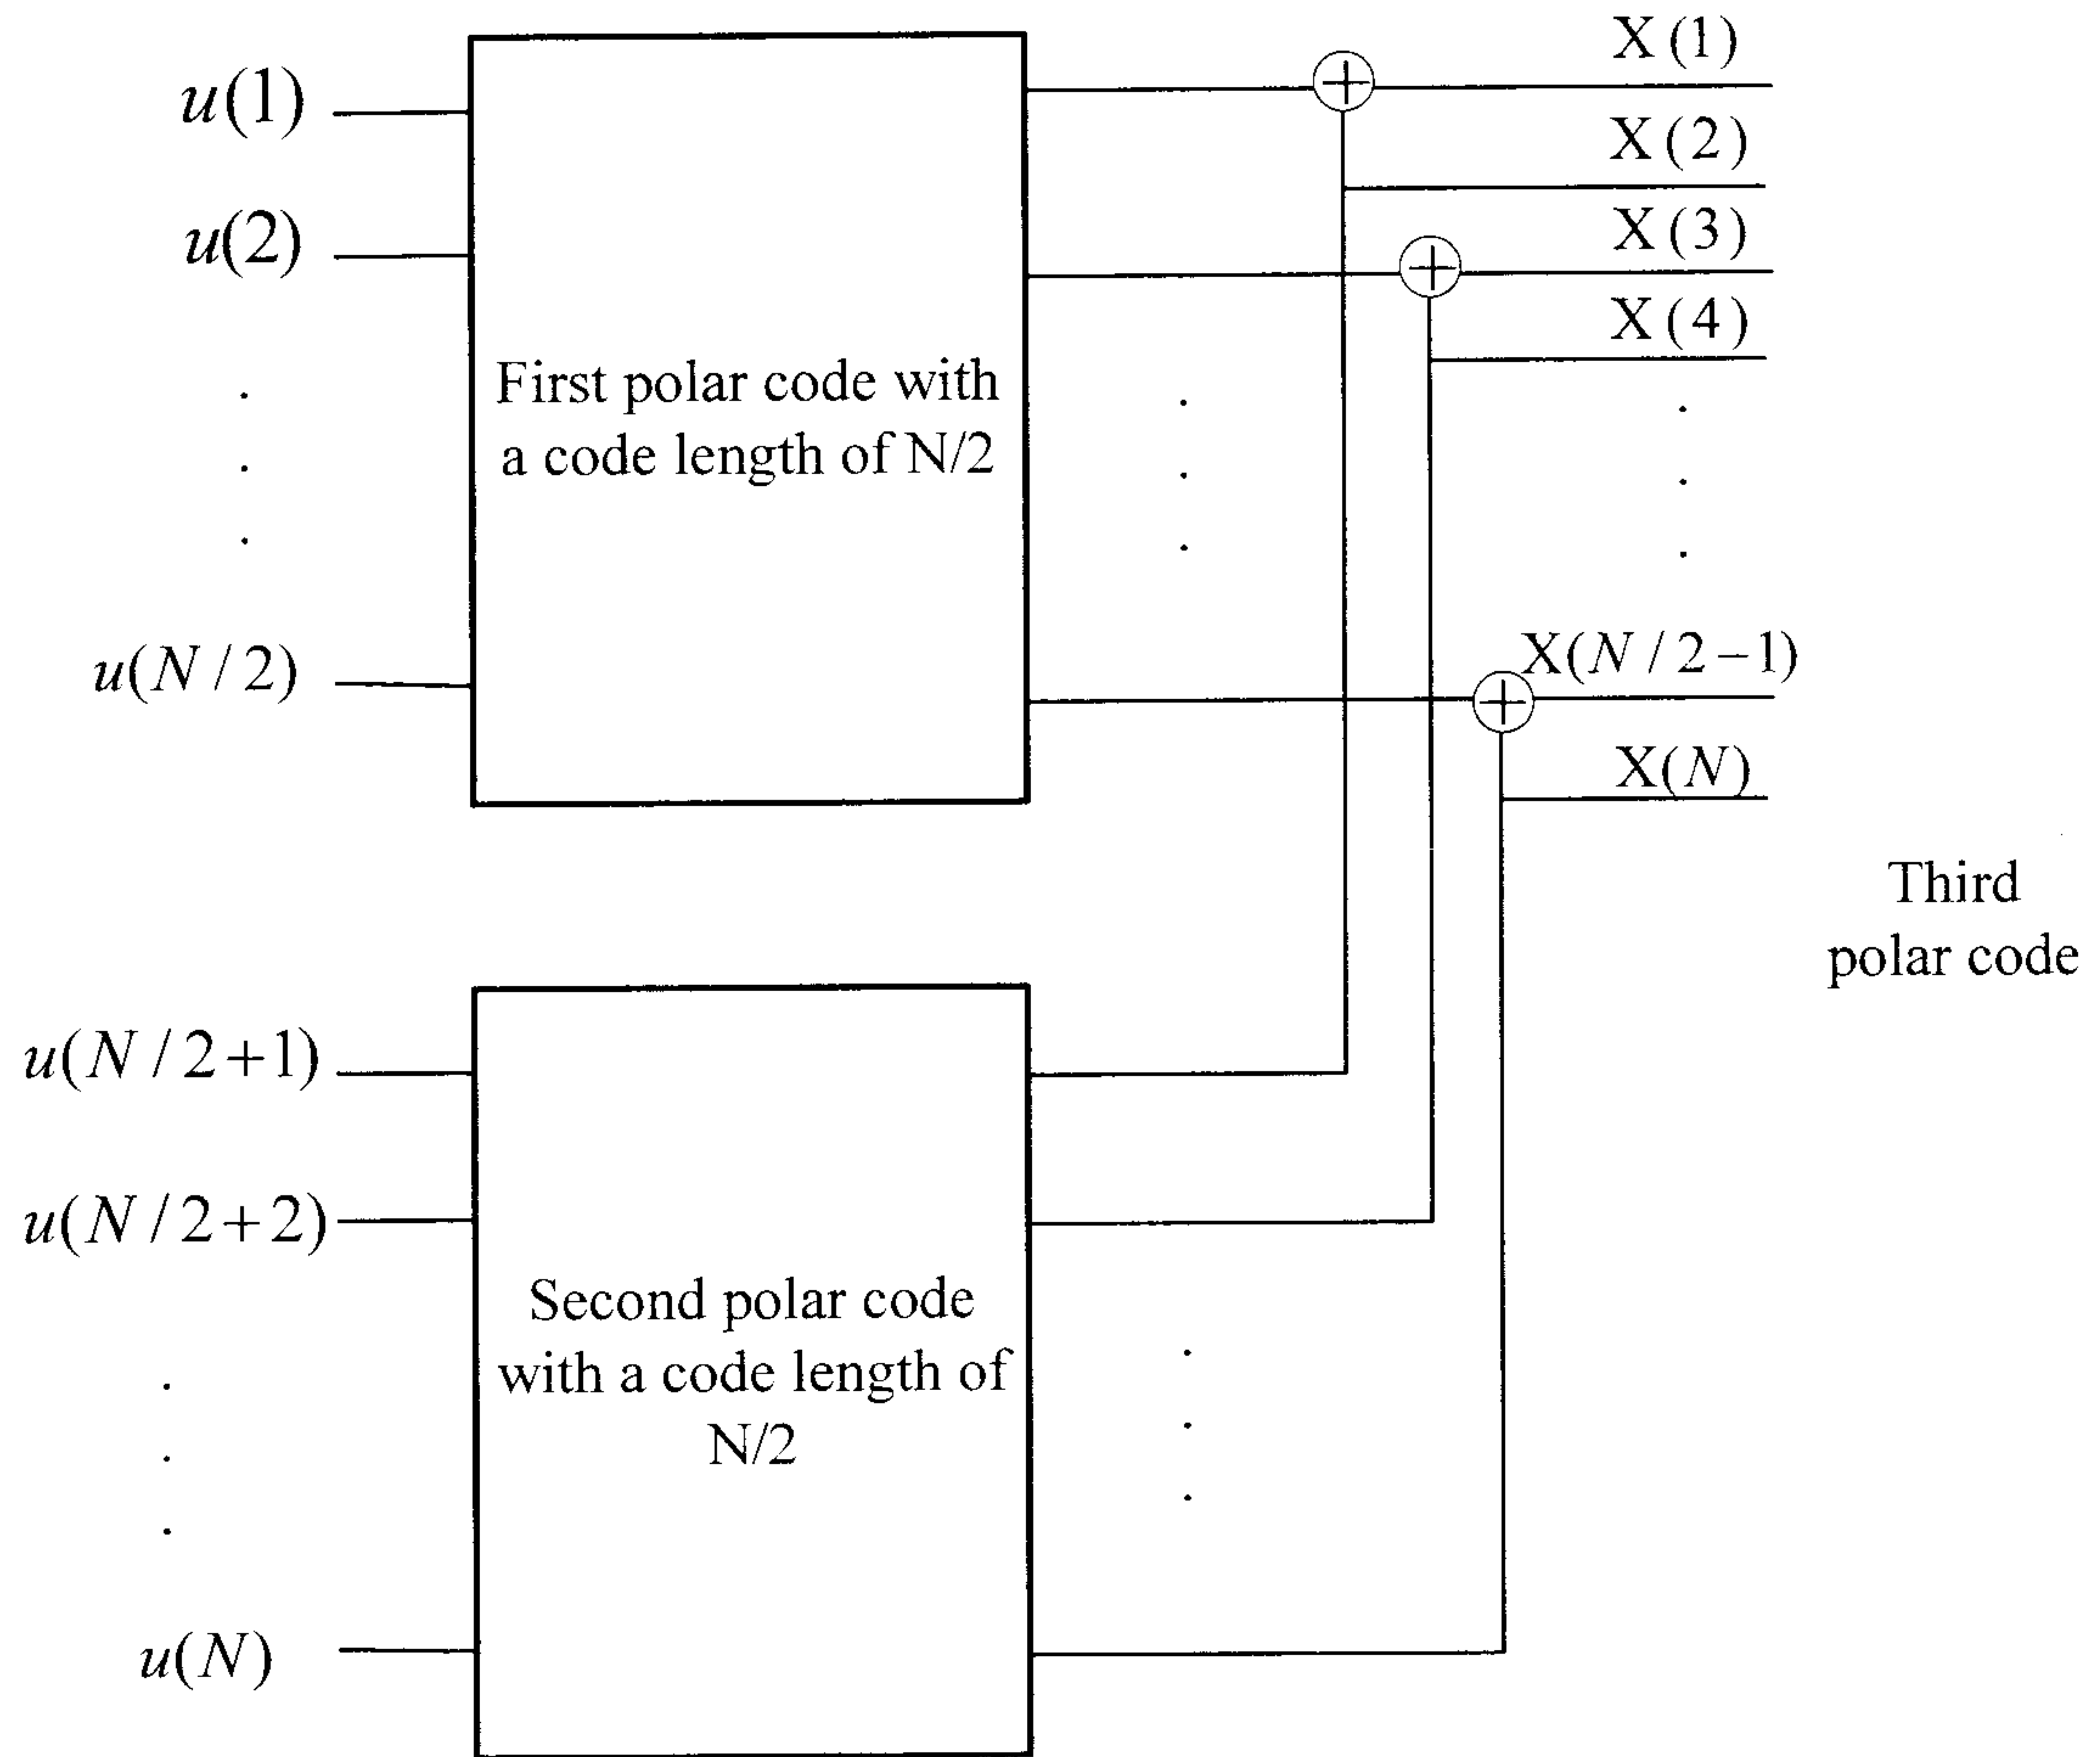 X(1)
u(1)
X(2)
u(2)
X(3)
X(4)
First polar code with
a code length of N/2
X(N/2-1)
u(N/2)
X(N)
Third
polar code
u(N/2+1)
u(N/2+2)
Second polar code
with a code length of
N/2
u(N)